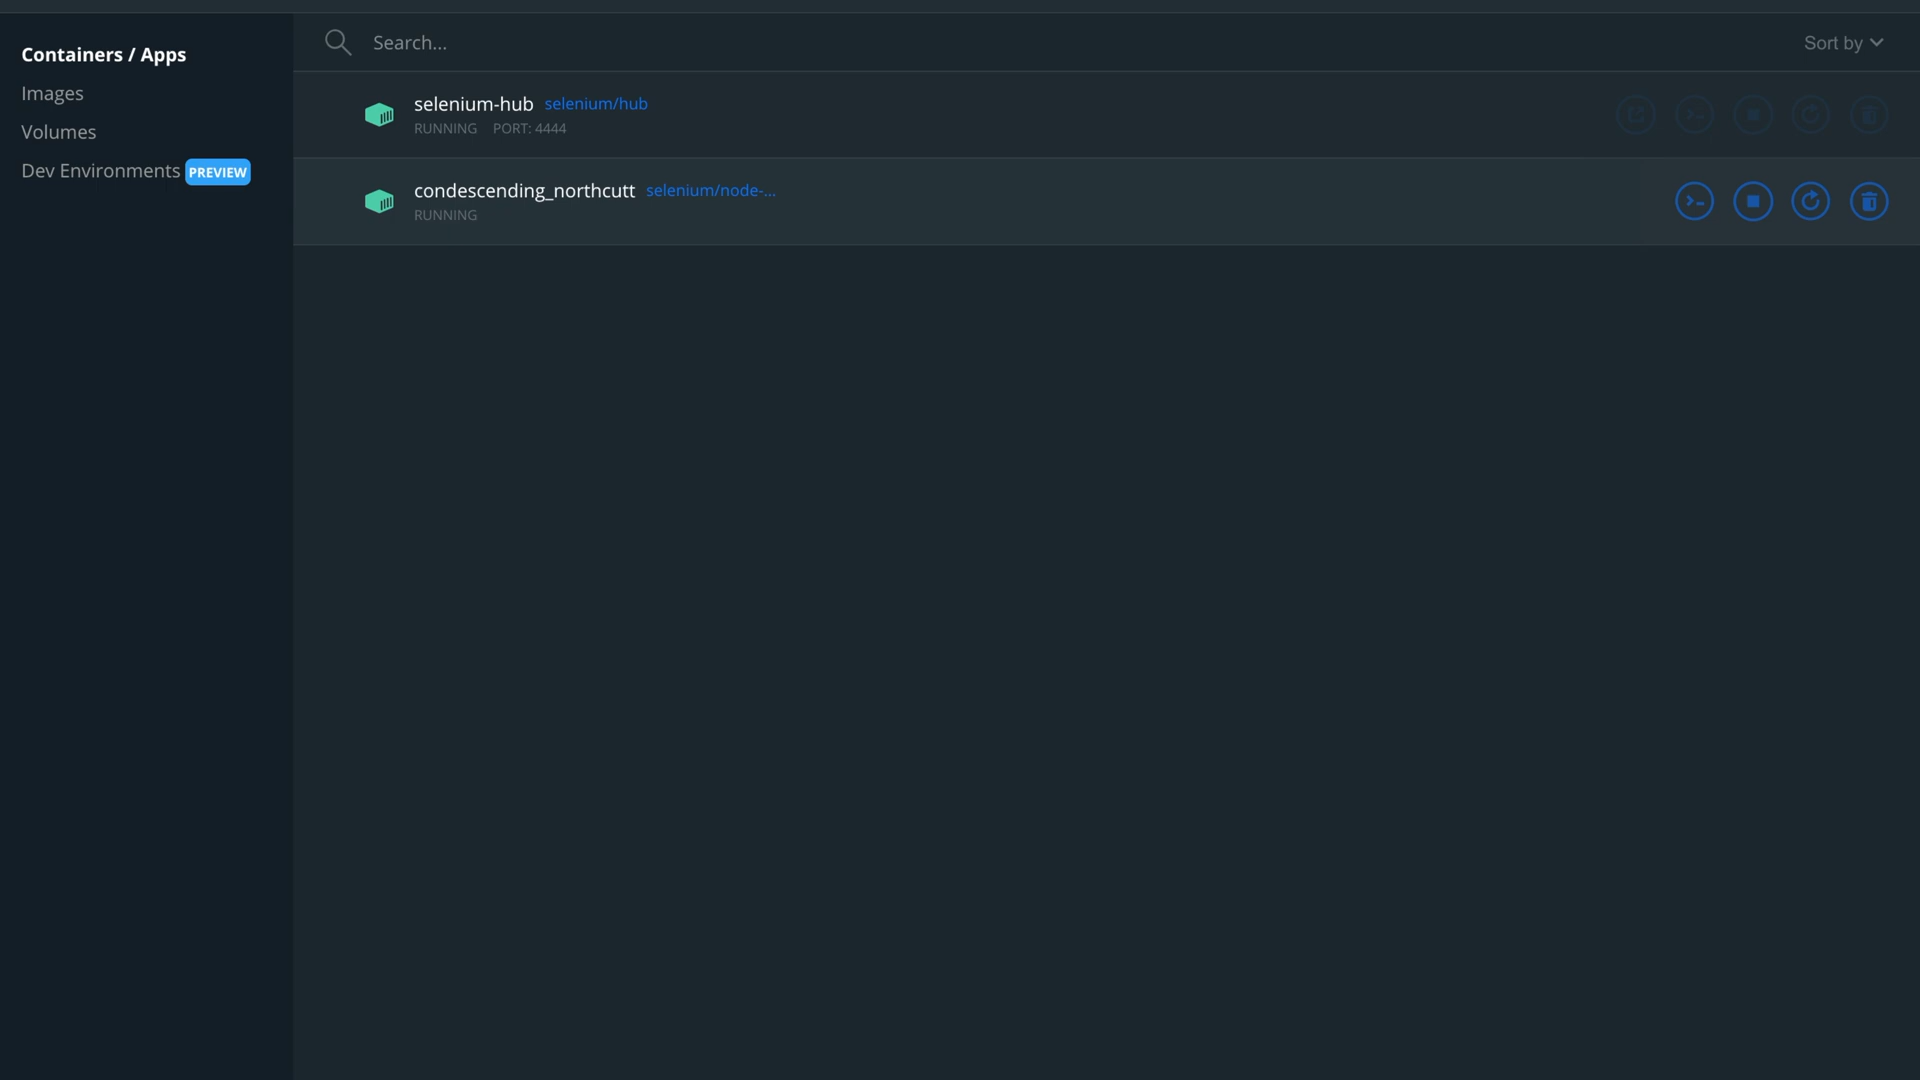 Containers / Apps
Images
Volumes
Dev Environments PREVIEW
Search...
Sort by
selenium-hub selenium/hub
RUNNING PORT: 4444
condescending_northcutt selenium/node-...
RUNNING